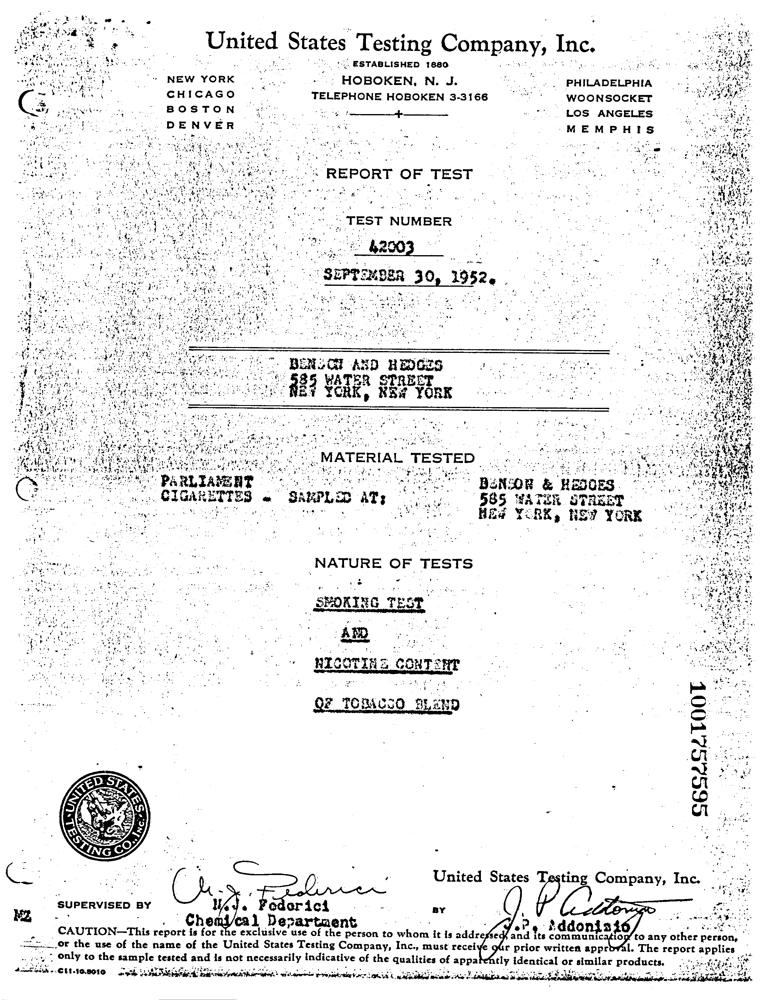 United States Testing Company, Inc.
ESTABLISHED 1880
HOBOKEN, N. J.
TELEPHONE HOBOKEN 3-3166
NEW YORK
CHICAGO
BOSTON
DENVER
PHILADELPHIA
WOONSOCKET
LOS ANGELES
MEMPHIS
REPORT OF TEST
TEST NUMBER
42003
SEPTEMBER 30, 1952.
BENSON AND HEDGES
585 WATER STREET
NEW YORK, NEW YORK
MATERIAL TESTED
PARLIAMENT
CIGARETTES - SAMPLED AT:
BENSON & HEDGES
585 WATER STREET
NEW YORK, NEW YORK
NATURE OF TESTS
SMOKING TEST
AND
NICOTINE CONTENT
OF TOBACCO BLEND
1001757595
UNITED STATES
TESTING CO. Inc.
United States Testing Company, Inc.
SUPERVISED BY
Chemical Department
MZ
BY
J.P. Addonizio
CAUTION—This report is for the exclusive use of the person to whom it is addressed and its communication to any other person,
or the use of the name of the United States Testing Company, Inc., must receive our prior written approval. The report applies
only to the sample tested and is not necessarily indicative of the qualities of apparently identical or similar products.
C11-10.8010